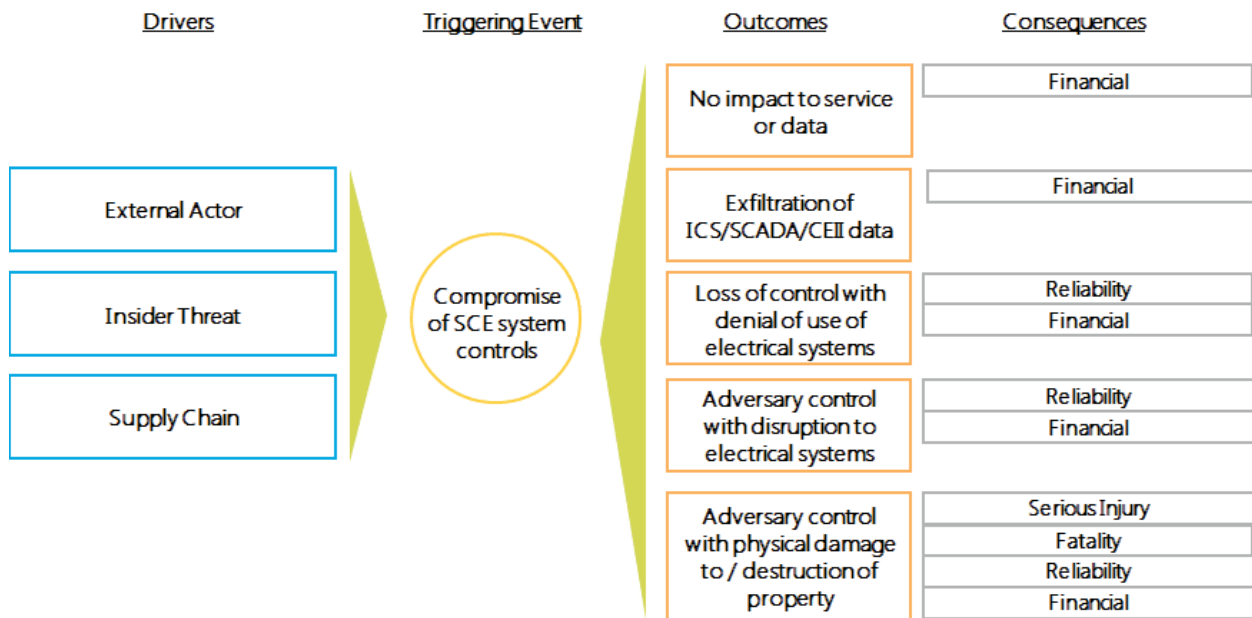 Drivers
Triggering Event
Outcomes
Consequences
External Actor
Insider Threat
Supply Chain
Compromise
of SCE system
controls
No impact to service
or data
Financial
Exfiltration of
ICS/SCADA/CEII data
Financial
Loss of control with
denial of use of
electrical systems
Reliability
Financial
Adversary control
with disruption to
electrical systems
Reliability
Financial
Adversary control
with physical damage
to / destruction of
property
Serious Injury
Fatality
Reliability
Financial